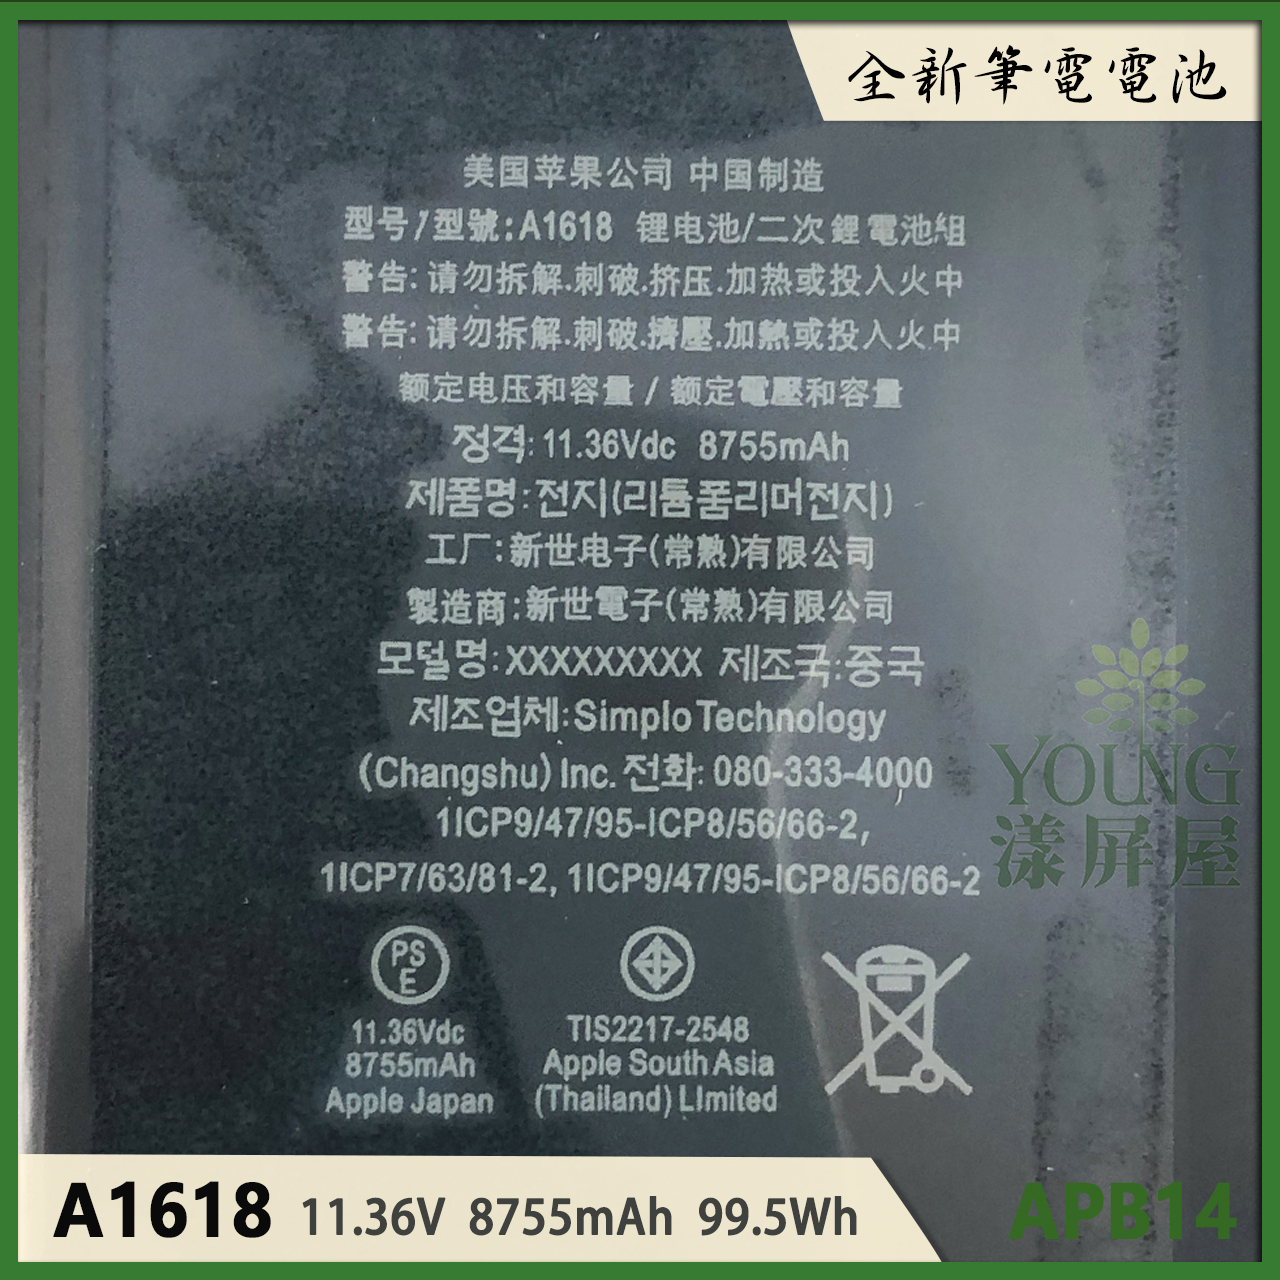 全新筆電電池
美国苹果公司 中国制造
型号/型號:A1618 锂电池/二次鋰電池組
警告:请勿拆解.刺破.挤压.加热或投入火中
警告:请勿拆解.刺破.擠壓.加熱或投入火中
额定电压和容量 / 额定電壓和容量
정격:11.36Vdc 8755mAh
제품명:전지(리튬폼리머전지)
工厂:新世电子(常熟)有限公司
製造商:新世電子(常熟)有限公司
모델명:XXXXXXXXX 제조국:중국
제조업체:Simplo Technology
(Changshu) Inc. 전화: 080-333-4000
1ICP9/47/95-ICP8/56/66-2,
1ICP7/63/81-2, 1ICP9/47/95-ICP8/56/66-2
PS
E
11.36Vdc
8755mAh
Apple Japan
TIS2217-2548
Apple South Asia
(Thailand) LImited
YOUNG
漾屏屋
A1618 11.36V 8755mAh 99.5Wh
APB14